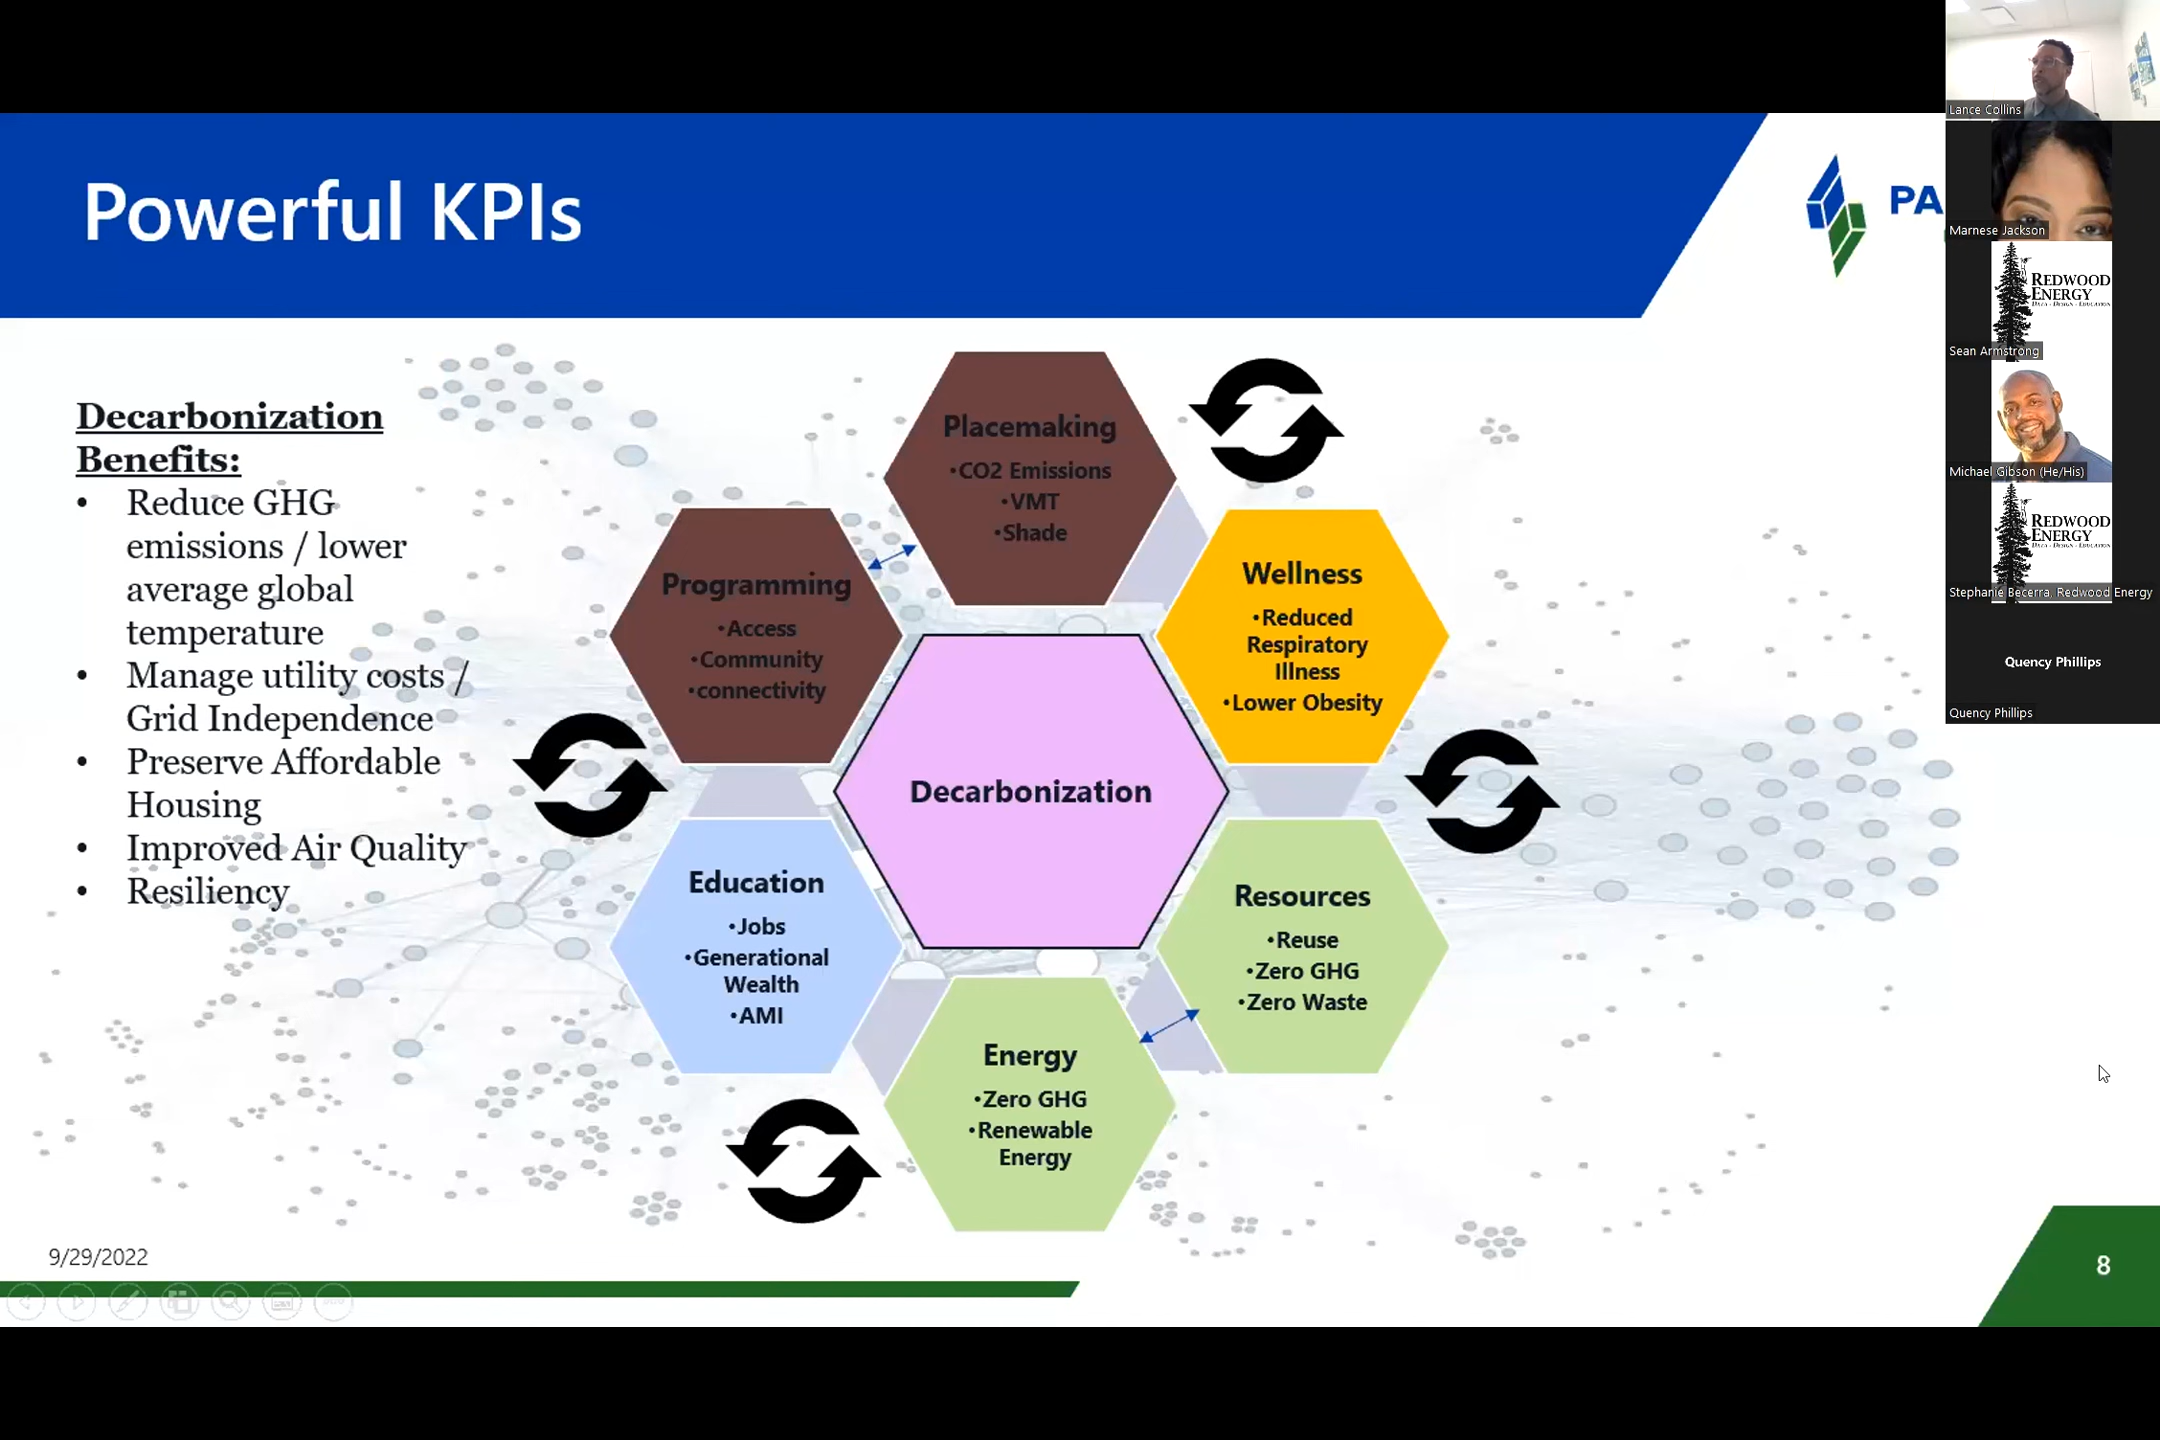 Powerful KPIs
PA
Decarbonization
Benefits:
• Reduce GHG
emissions / lower
average global
temperature
• Manage utility costs /
Grid Independence
• Preserve Affordable
Housing
• Improved Air Quality
• Resiliency
Placemaking
•CO2 Emissions
•VMT
•Shade
Programming
•Access
•Community
•connectivity
Wellness
•Reduced
Respiratory
Illness
•Lower Obesity
Decarbonization
Education
•Jobs
•Generational
Wealth
•AMI
Resources
•Reuse
•Zero GHG
•Zero Waste
Energy
•Zero GHG
•Renewable
Energy
9/29/2022
8
Lance Collins
Marnese Jackson
REDWOOD
ENERGY
Sean Armstrong
Michael Gibson (He/His)
REDWOOD
ENERGY
Stephanie Becerra, Redwood Energy
Quency Phillips
Quency Phillips